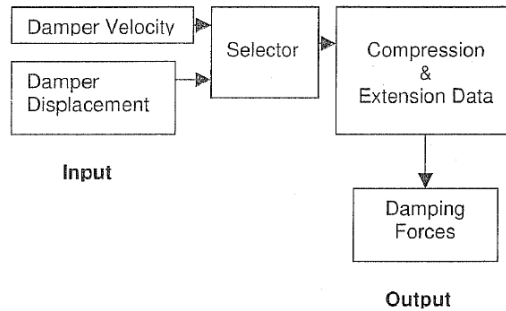 Damper Velocity
Damper
Displacement
Input
Selector
Compression
&
Extension Data
Damping
Forces
Output